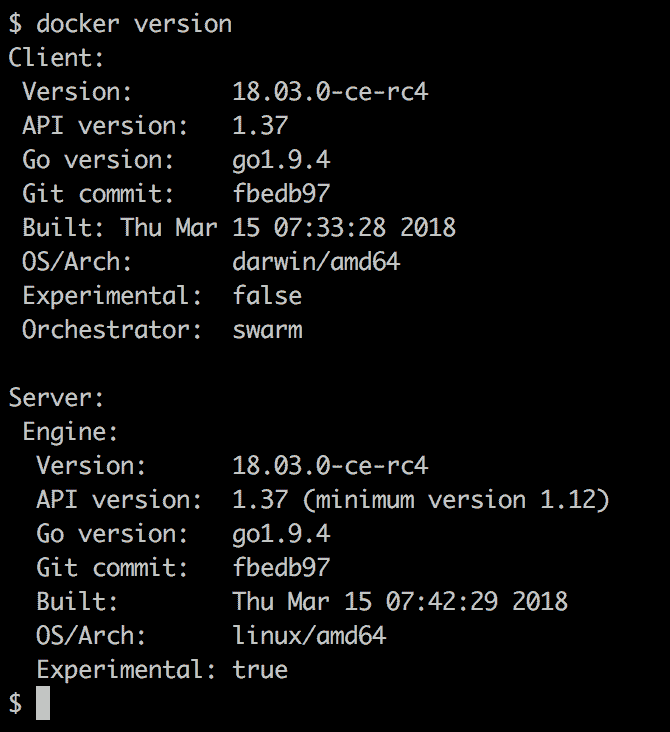 $ docker version
Client:
 Version:       18.03.0-ce-rc4
 API version:   1.37
 Go version:    go1.9.4
 Git commit:    fbedb97
 Built: Thu Mar 15 07:33:28 2018
 OS/Arch:       darwin/amd64
 Experimental:  false
 Orchestrator:  swarm

Server:
 Engine:
  Version:      18.03.0-ce-rc4
  API version:  1.37 (minimum version 1.12)
  Go version:   go1.9.4
  Git commit:   fbedb97
  Built:        Thu Mar 15 07:42:29 2018
  OS/Arch:      linux/amd64
  Experimental: true
$